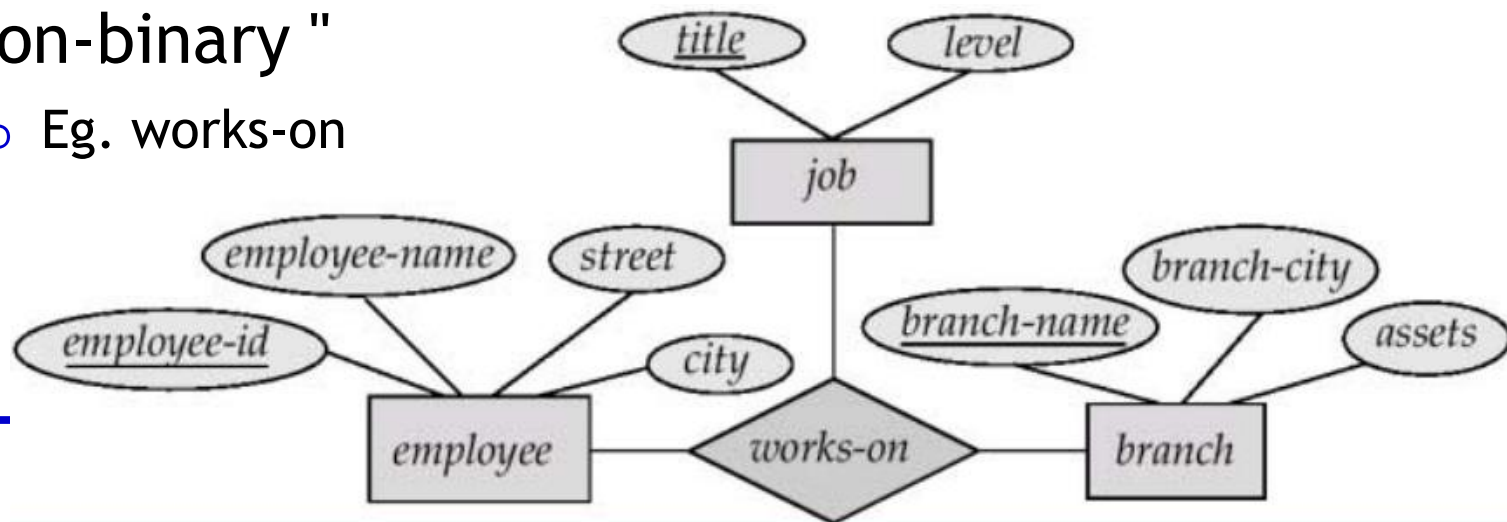 on-binary "
Eg. works-on
title
level
job
employee-name
street
branch-city
employee-id
branch-name
assets
city
employee
works-on
branch